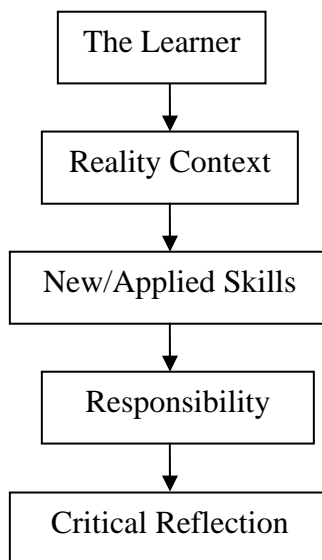 The Learner
Reality Context
New/Applied Skills
Responsibility
Critical Reflection